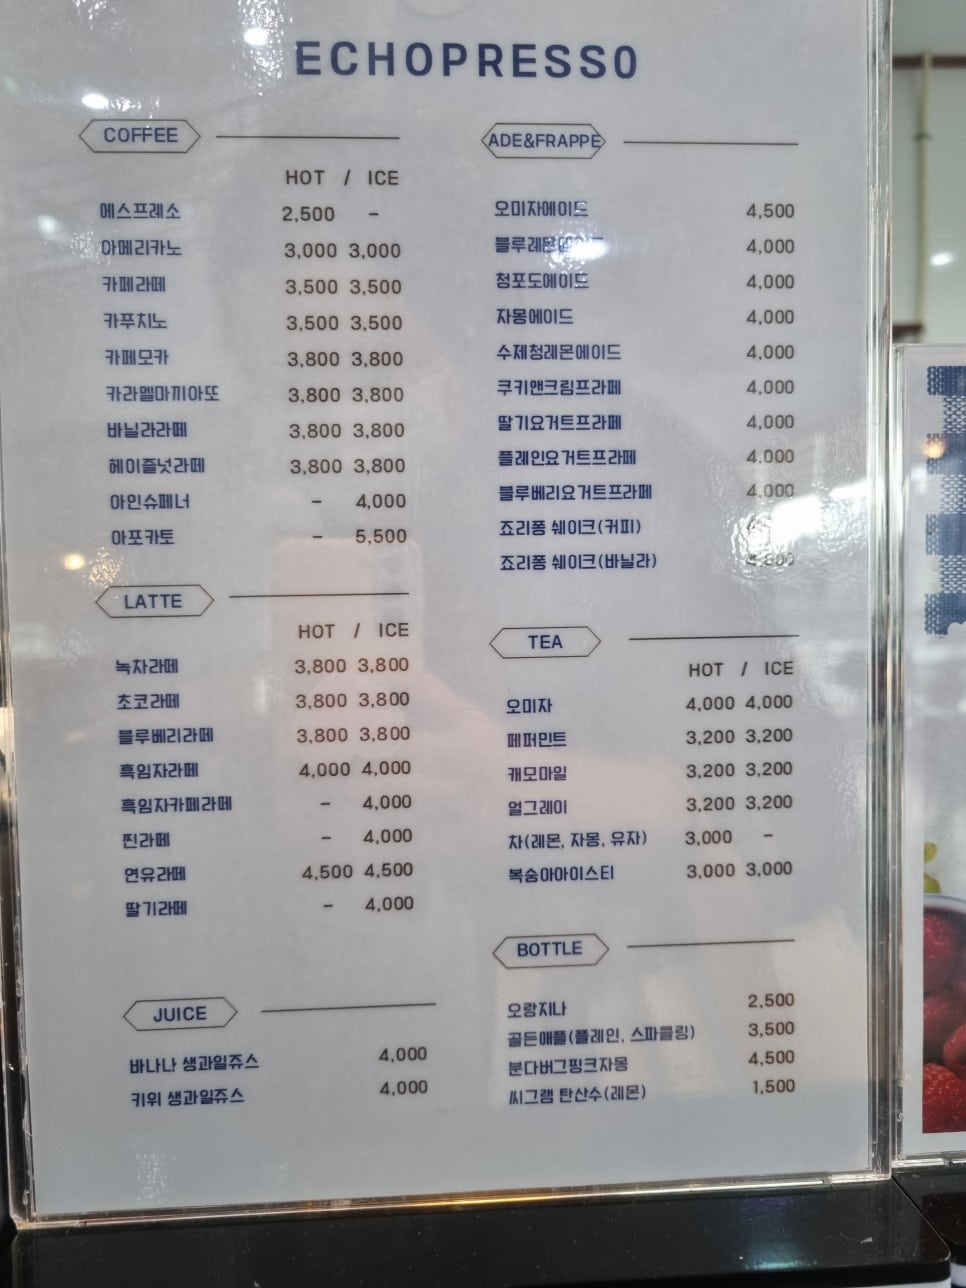 ECHOPRESSO
COFFEE
HOT / ICE
에스프레소 2,500 –
아메리카노 3,000 3,000
카페라떼 3,500 3,500
카푸치노 3,500 3,500
카페모카 3,800 3,800
카라멜마끼아또 3,800 3,800
바닐라라떼 3,800 3,800
헤이즐넛라떼 3,800 3,800
아인슈페너 – 4,000
아포카토 – 5,500
LATTE
HOT / ICE
녹차라떼 3,800 3,800
초코라떼 3,800 3,800
블루베리라떼 3,800 3,800
흑임자라떼 4,000 4,000
흑임자카페라떼 – 4,000
찐라떼 – 4,000
연유라떼 4,500 4,500
딸기라떼 – 4,000
JUICE
바나나 생과일쥬스 4,000
키위 생과일쥬스 4,000
ADE&FRAPPE
오미자에이드 4,500
4,000
청포도에이드 4,000
자몽에이드 4,000
수제청레몬에이드 4,000
쿠키앤크림프라페 4,000
딸기요거트프라페 4,000
플레인요거트프라페 4,000
블루베리요거트프라페 4,000
죠리퐁 쉐이크(커피)
죠리퐁 쉐이크(바닐라)
TEA
HOT / ICE
오미자 4,000 4,000
페퍼민트 3,200 3,200
캐모마일 3,200 3,200
얼그레이 3,200 3,200
차(레몬, 자몽, 유자) 3,000 –
복숭아아이스티 3,000 3,000
BOTTLE
오랑지나 2,500
골든애플(플레인, 스파클링) 3,500
분다버그핑크자몽 4,500
씨그램 탄산수(레몬) 1,500